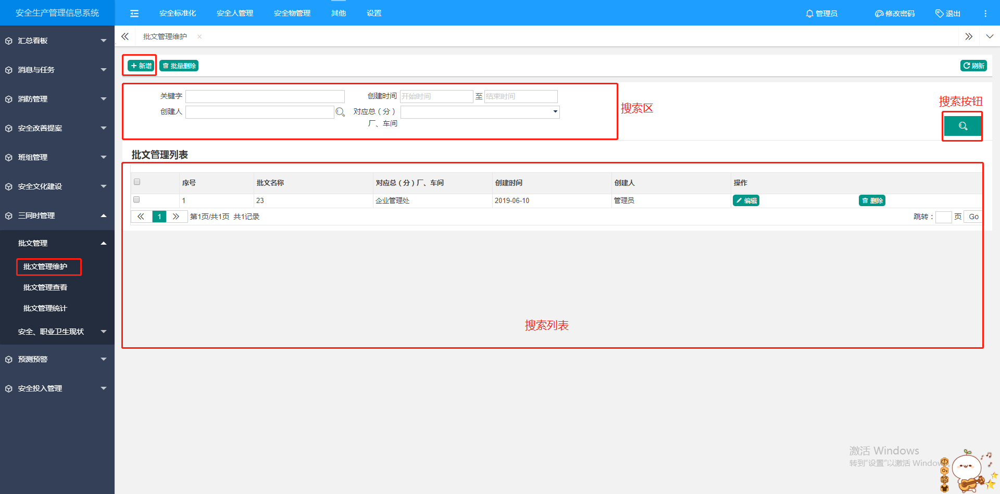 安全生产管理信息系统
安全标准化 安全人管理 安全物管理 其他 设置
管理员 修改密码 退出
汇总看板
消息与任务
消防管理
安全改善提案
班组管理
安全文化建设
三同时管理
批文管理
批文管理维护
批文管理查看
批文管理统计
安全、职业卫生现状
预测预警
安全投入管理
批文管理维护
新增 批量删除 刷新
关键字 创建时间 开始时间 至 结束时间
创建人 对应总（分）
厂、车间
搜索区
搜索按钮
批文管理列表
序号 批文名称 对应总（分）厂、车间 创建时间 创建人 操作
1 23 企业管理处 2019-06-10 管理员 编辑 删除
1 第1页/共1页 共1记录 跳转： 页 Go
搜索列表
激活 Windows
转到“设置”以激活 Windows。
中
简